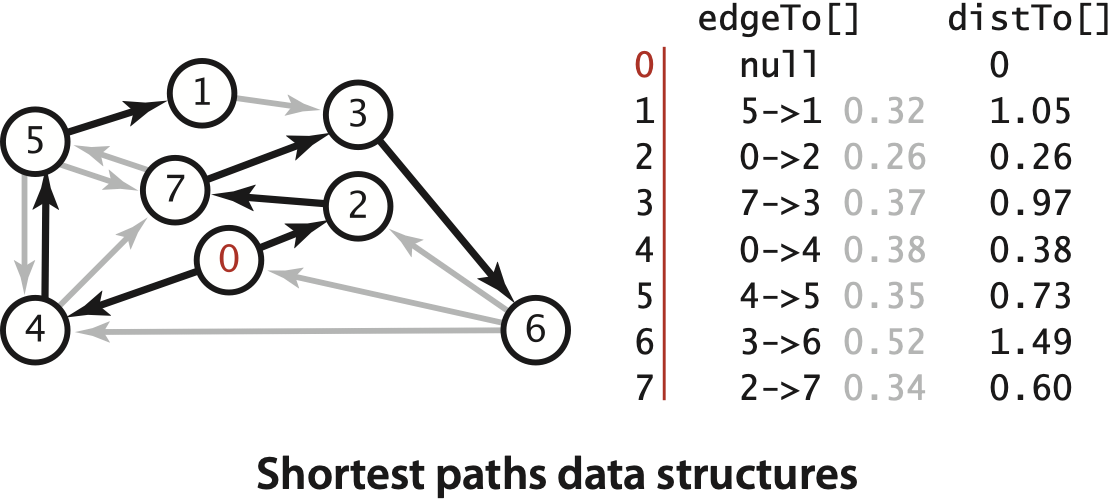 edgeTo[] distTo[]
0 null 0
1 5->1 0.32 1.05
2 0->2 0.26 0.26
3 7->3 0.37 0.97
4 0->4 0.38 0.38
5 4->5 0.35 0.73
6 3->6 0.52 1.49
7 2->7 0.34 0.60
1
3
5
7
2
0
4
6
Shortest paths data structures